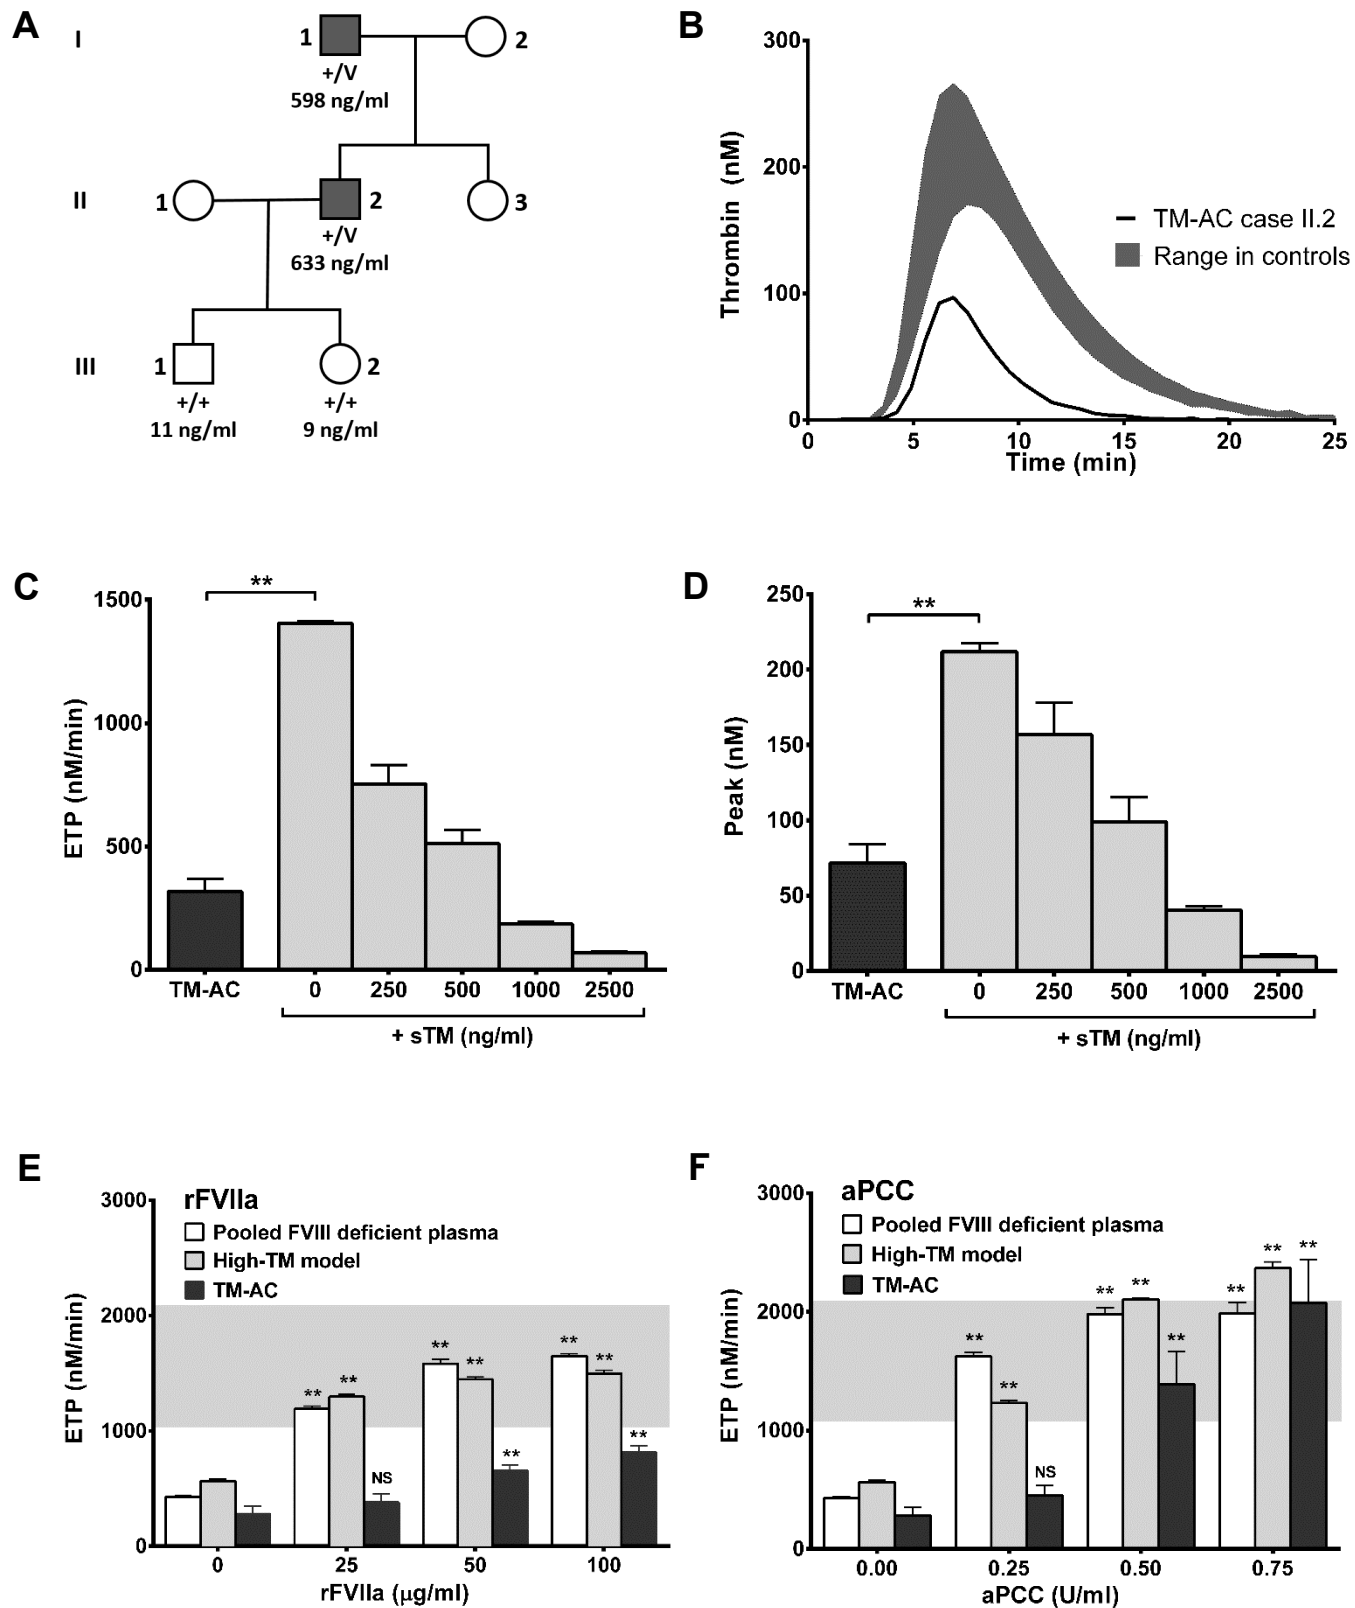 A
I
1
2
+/V
598 ng/ml
II
1
2
3
+/V
633 ng/ml
III
1
2
+/+
+/+
11 ng/ml
9 ng/ml
B
300
200
100
0
Thrombin (nM)
TM-AC case II.2
Range in controls
0
5
10
15
20
25
Time (min)
C
**
1500
1000
500
0
ETP (nM/min)
TM-AC
0
250
500
1000
2500
+ sTM (ng/ml)
D
**
250
200
150
100
50
0
Peak (nM)
TM-AC
0
250
500
1000
2500
+ sTM (ng/ml)
E
rFVIIa
Pooled FVIII deficient plasma
High-TM model
TM-AC
3000
2000
1000
0
ETP (nM/min)
**
**
NS
**
**
**
**
**
**
0
25
50
100
rFVIIa (μg/ml)
F
aPCC
Pooled FVIII deficient plasma
High-TM model
TM-AC
3000
2000
1000
0
ETP (nM/min)
**
**
NS
**
**
**
**
**
**
0.00
0.25
0.50
0.75
aPCC (U/ml)